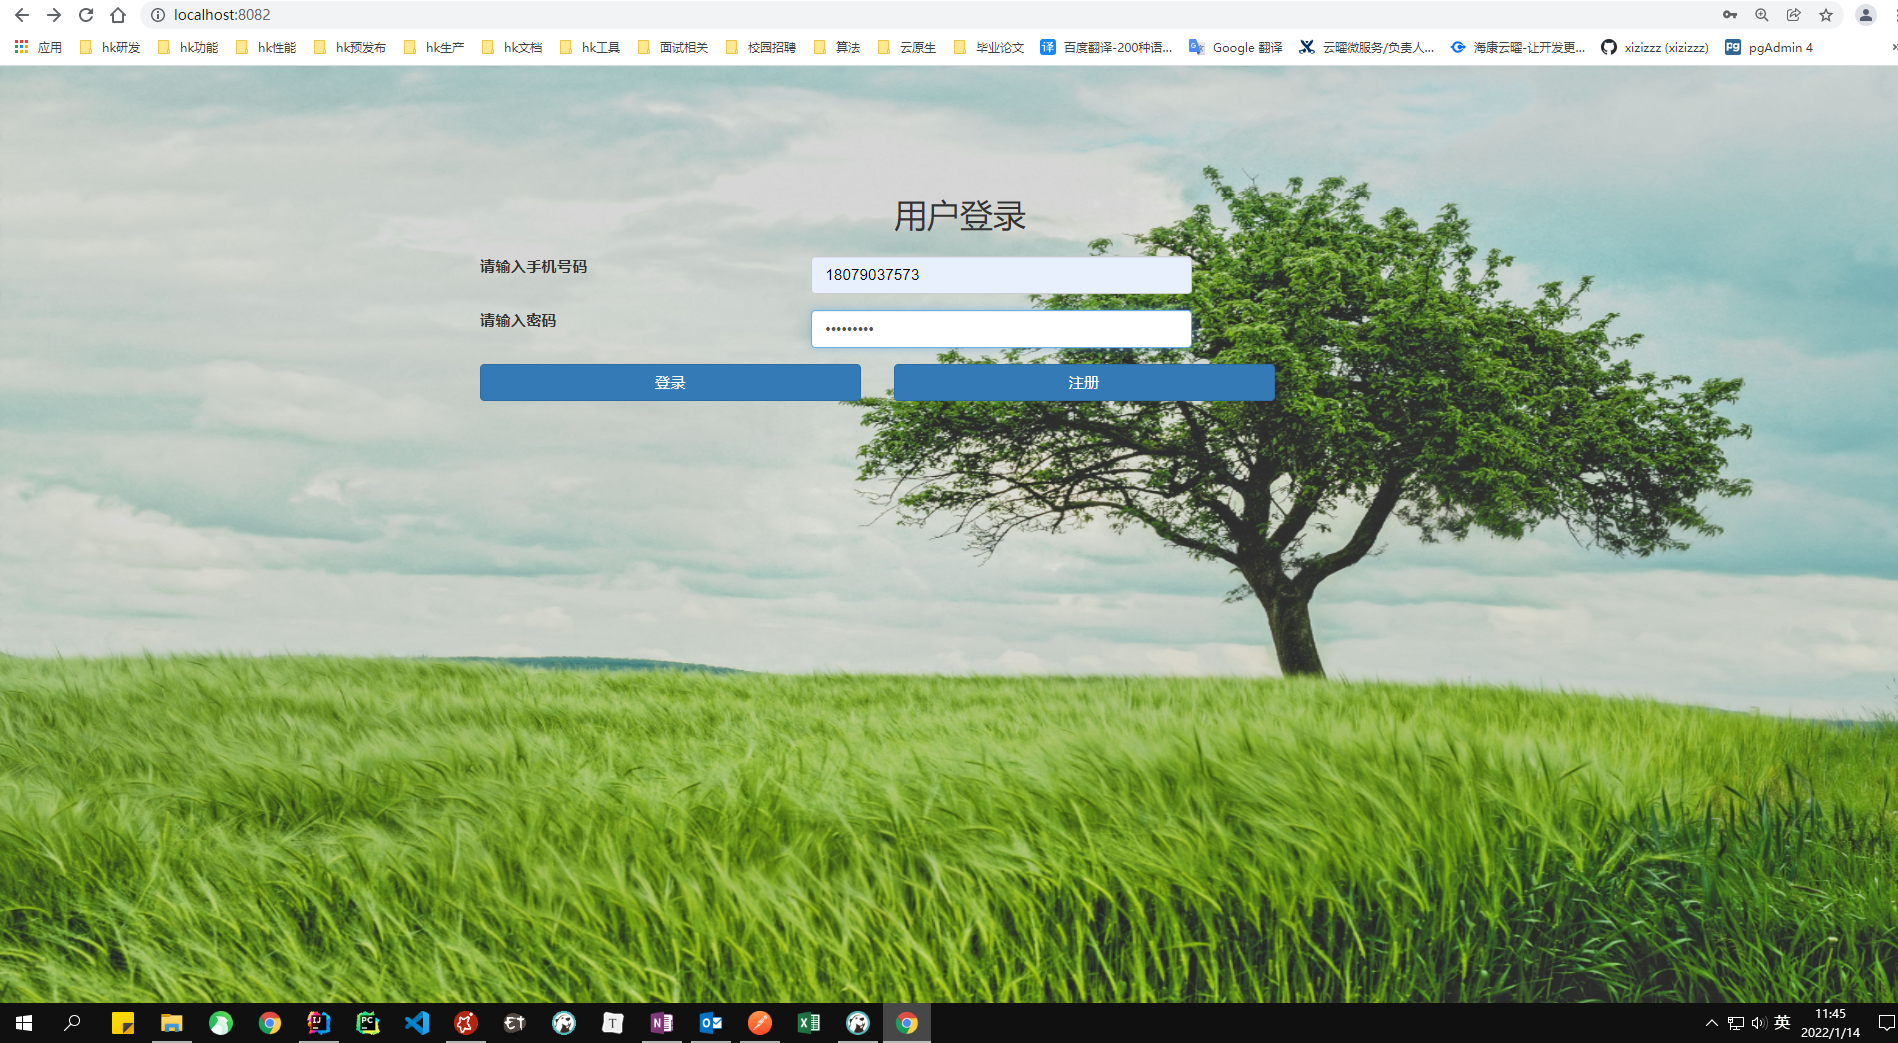 localhost:8082
应用 hk研发 hk功能 hk性能 hk预发布 hk生产 hk文档 hk工具 面试相关 校园招聘 算法 云原生 毕业论文 译 百度翻译-200种语... Google 翻译 云曜微服务/负责人... 海康云曜-让开发更... xizizzz (xizizzz) pg pgAdmin 4
用户登录
请输入手机号码 18079037573
请输入密码 •••••••••
登录 注册
IJ PC T N O 英 11:45
2022/1/14